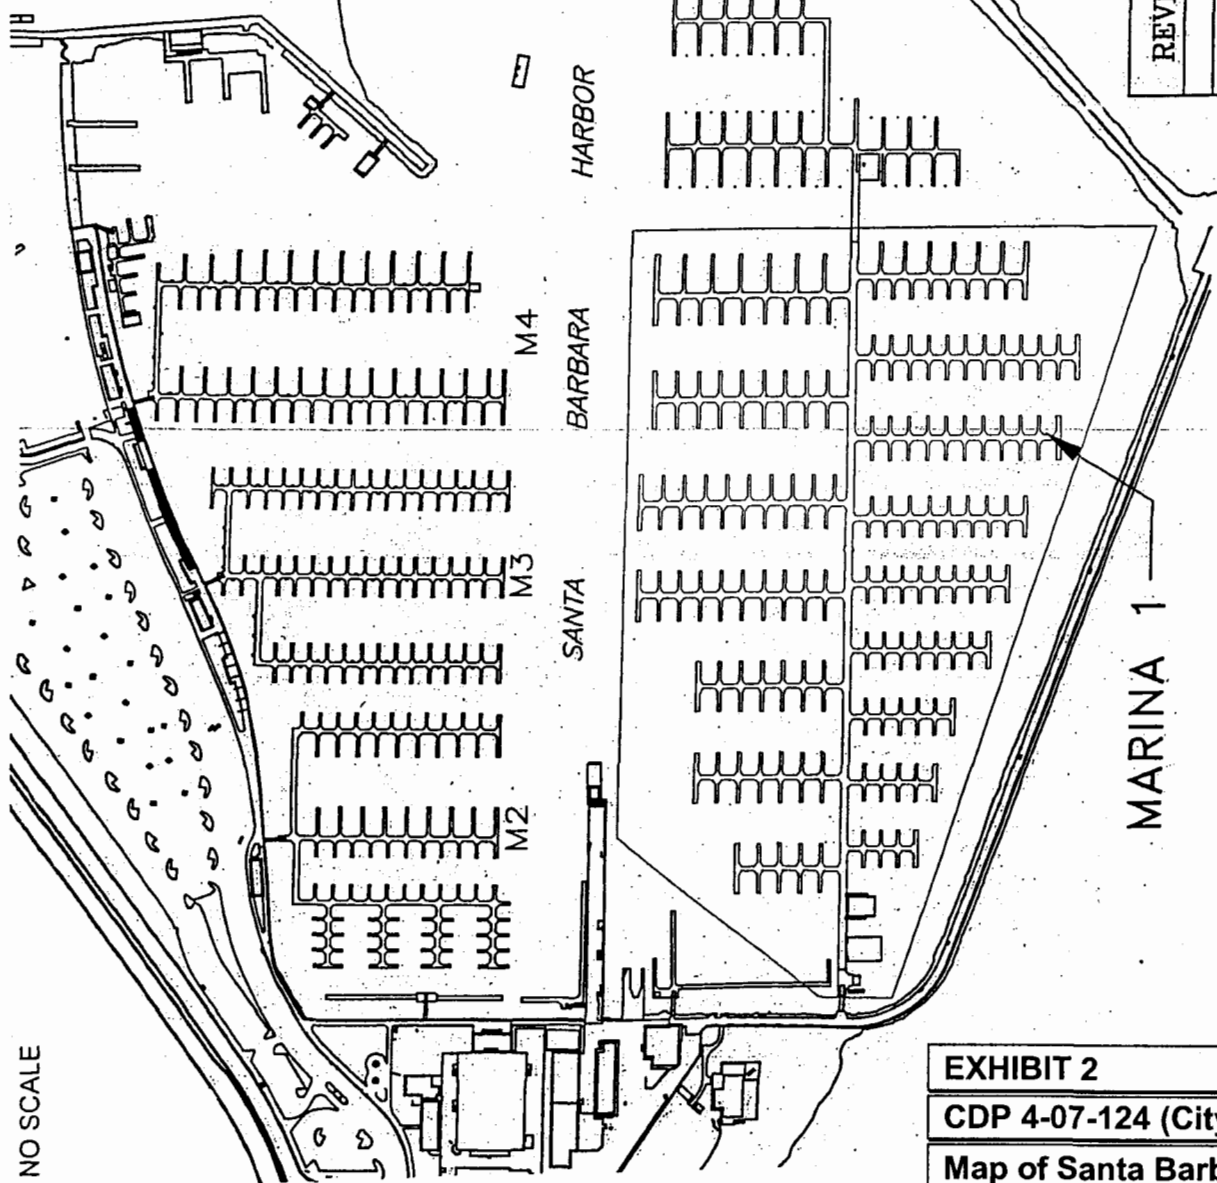 REV
HARBOR
BARBARA
SANTA
M4
M3
M2
MARINA 1
NO SCALE
EXHIBIT 2
CDP 4-07-124 (City
Map of Santa Barb